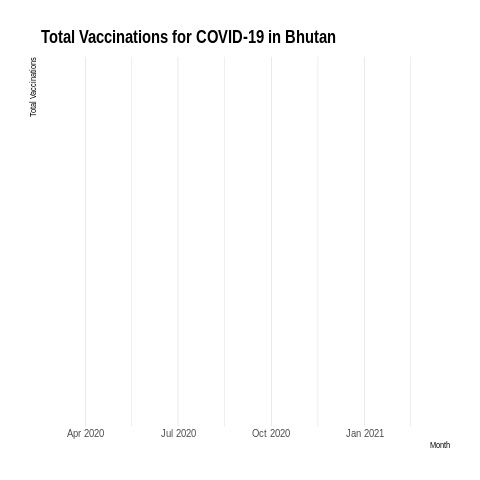 Total Vaccinations for COVID-19 in Bhutan
Total Vaccinations
Apr 2020
Jul 2020
Oct 2020
Jan 2021
Month